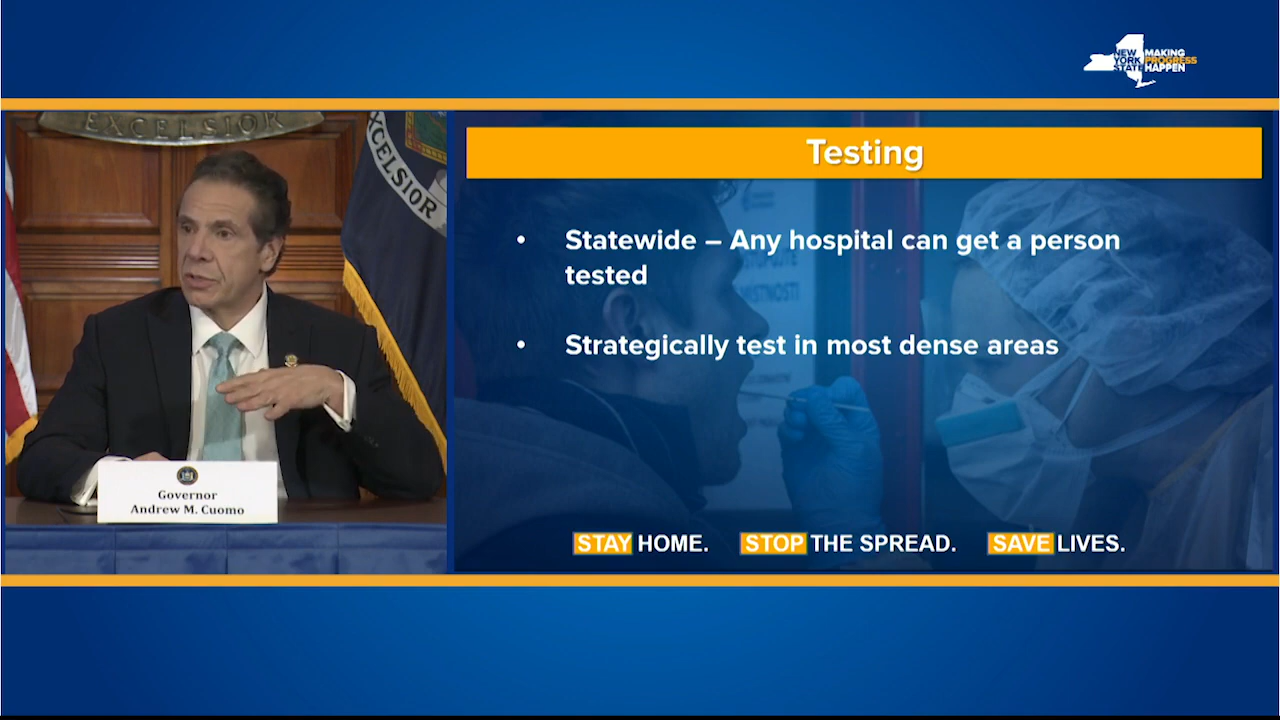 NEW
YORK
STATE
MAKING
PROGRESS
HAPPEN
EXCELSIOR
XCELSIOR
Testing
• Statewide – Any hospital can get a person
tested
• Strategically test in most dense areas
Governor
Andrew M. Cuomo
STAY HOME. STOP THE SPREAD. SAVE LIVES.